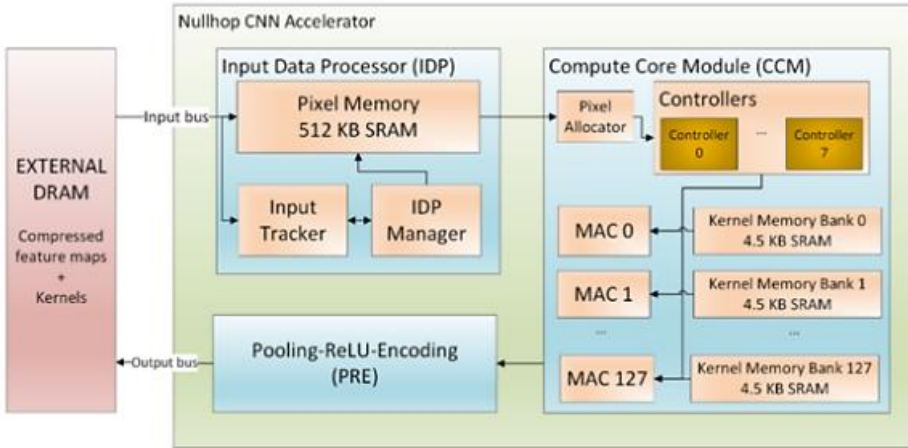 Nullhop CNN Accelerator
EXTERNAL
DRAM
Compressed
feature maps
+
Kernels
Input bus
Output bus
Input Data Processor (IDP)
Pixel Memory
512 KB SRAM
Input
Tracker
IDP
Manager
Compute Core Module (CCM)
Pixel
Allocator
Controllers
Controller
0
...
Controller
7
MAC 0
Kernel Memory Bank 0
4.5 KB SRAM
MAC 1
Kernel Memory Bank 1
4.5 KB SRAM
...
...
MAC 127
Kernel Memory Bank 127
4.5 KB SRAM
Pooling-ReLU-Encoding
(PRE)